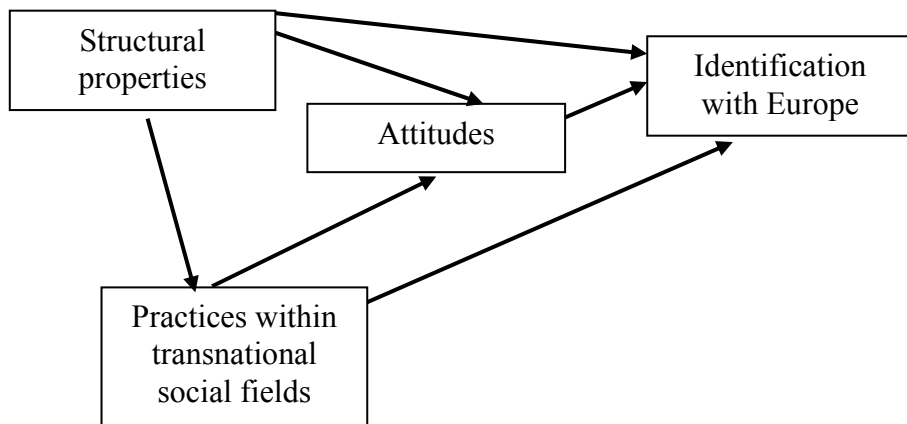 Structural
properties
Identification
with Europe
Attitudes
Practices within
transnational
social fields